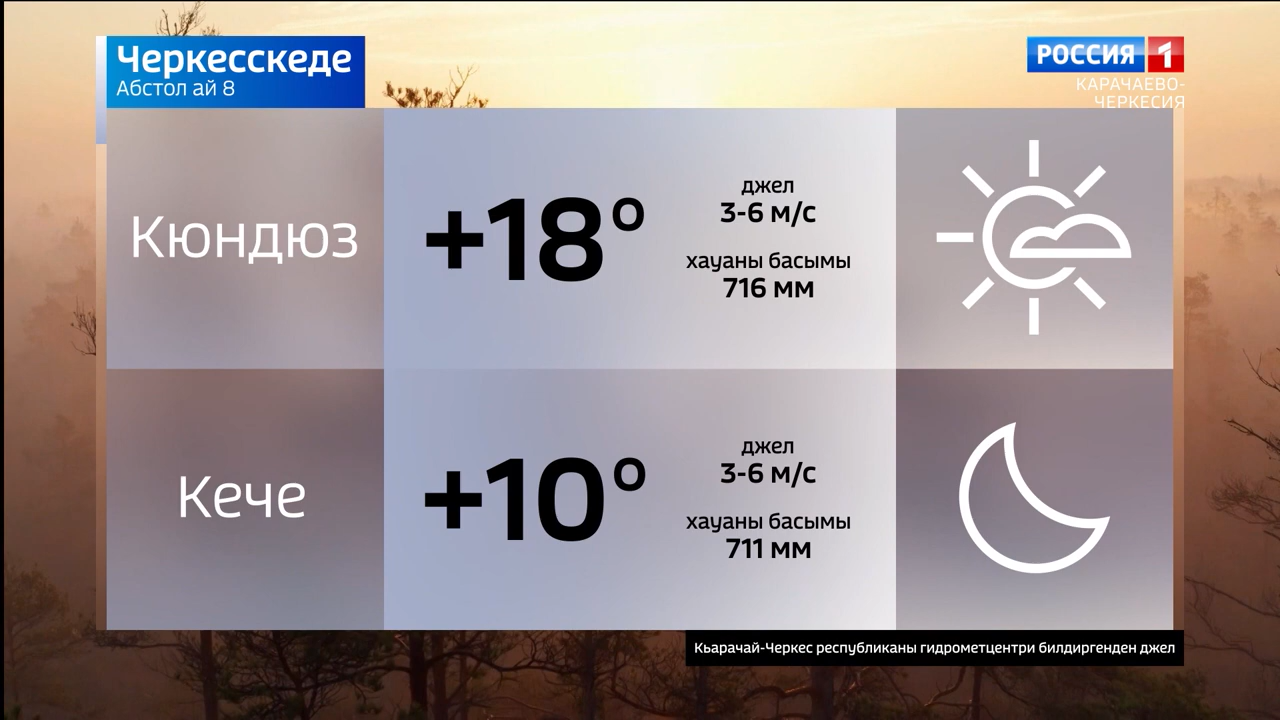 Черкесскеде
Абстол ай 8
РОССИЯ 1
КАРАЧАЕВО-
ЧЕРКЕСИЯ
Кюндюз
+18°
джел
3-6 м/с
хауаны басымы
716 мм
Кече
+10°
джел
3-6 м/с
хауаны басымы
711 мм
Кьарачай-Черкес республиканы гидрометцентри билдиргенден джел